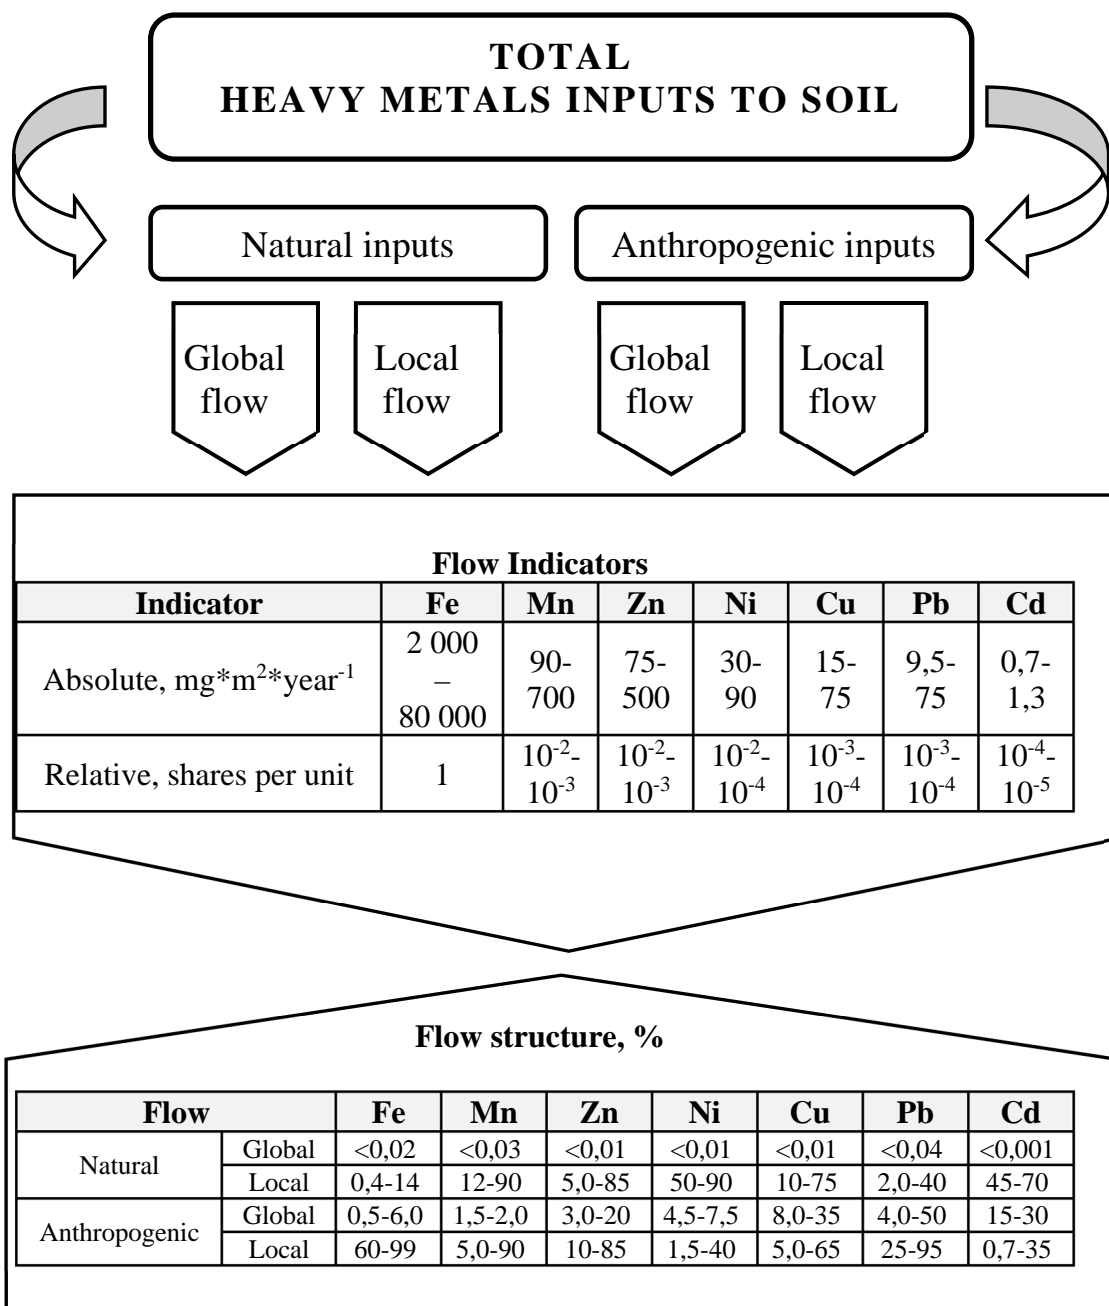 TOTAL
HEAVY METALS INPUTS TO SOIL
Natural inputs
Anthropogenic inputs
Global
flow
Local
flow
Global
flow
Local
flow
Flow Indicators
Indicator Fe Mn Zn Ni Cu Pb Cd
Absolute, mg*m²*year⁻¹ 2 000 – 80 000 90-700 75-500 30-90 15-75 9,5-75 0,7-1,3
Relative, shares per unit 1 10⁻²-10⁻³ 10⁻²-10⁻³ 10⁻²-10⁻⁴ 10⁻³-10⁻⁴ 10⁻³-10⁻⁴ 10⁻⁴-10⁻⁵
Flow structure, %
Flow Fe Mn Zn Ni Cu Pb Cd
Natural Global <0,02 <0,03 <0,01 <0,01 <0,01 <0,04 <0,001
Local 0,4-14 12-90 5,0-85 50-90 10-75 2,0-40 45-70
Anthropogenic Global 0,5-6,0 1,5-2,0 3,0-20 4,5-7,5 8,0-35 4,0-50 15-30
Local 60-99 5,0-90 10-85 1,5-40 5,0-65 25-95 0,7-35